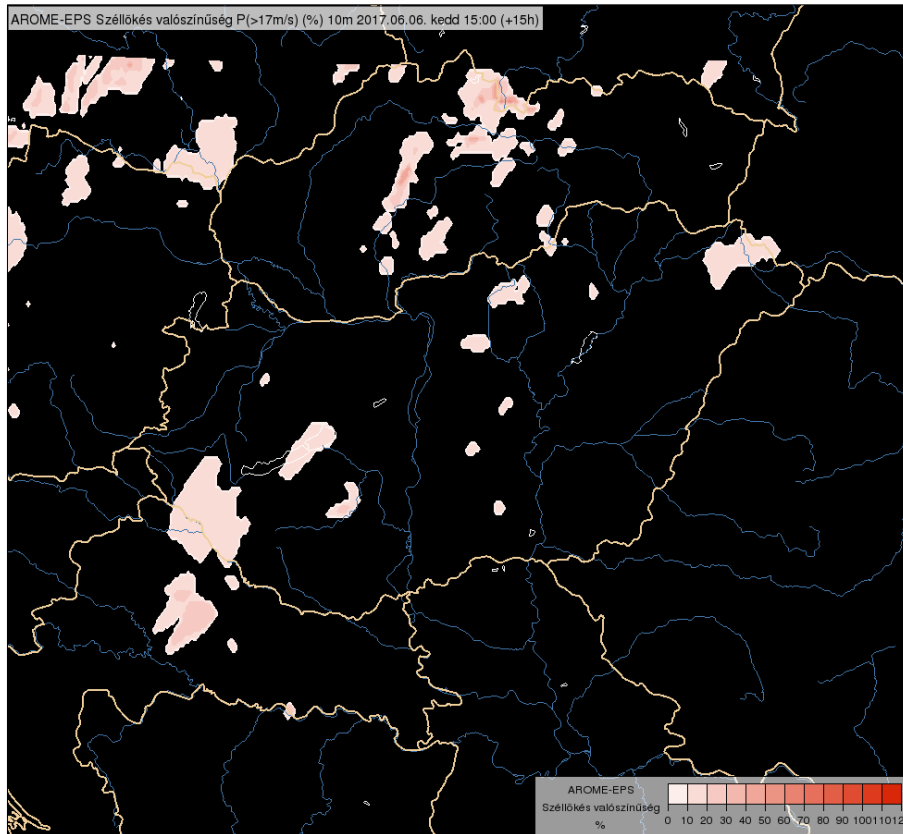 AROME-EPS Széllökés valószínűség P(>17m/s) (%) 10m 2017.06.06. kedd 15:00 (+15h)
AROME-EPS
Széllökés valószínűség
%
0 10 20 30 40 50 60 70 80 90 10011012